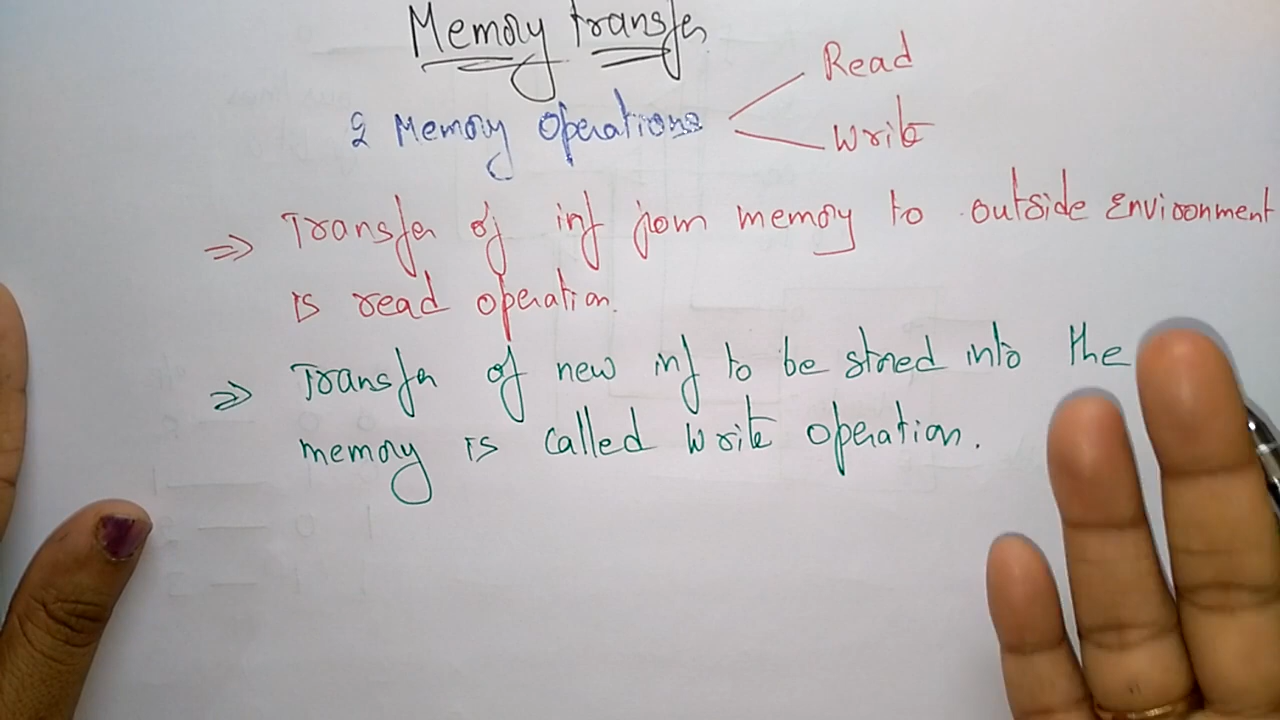 Memory transfer
2 Memory operations
Read
Write
⇒ Transfer of inf from memory to outside environment
is read operation.
⇒ Transfer of new inf to be stored into the
memory is called write operation.